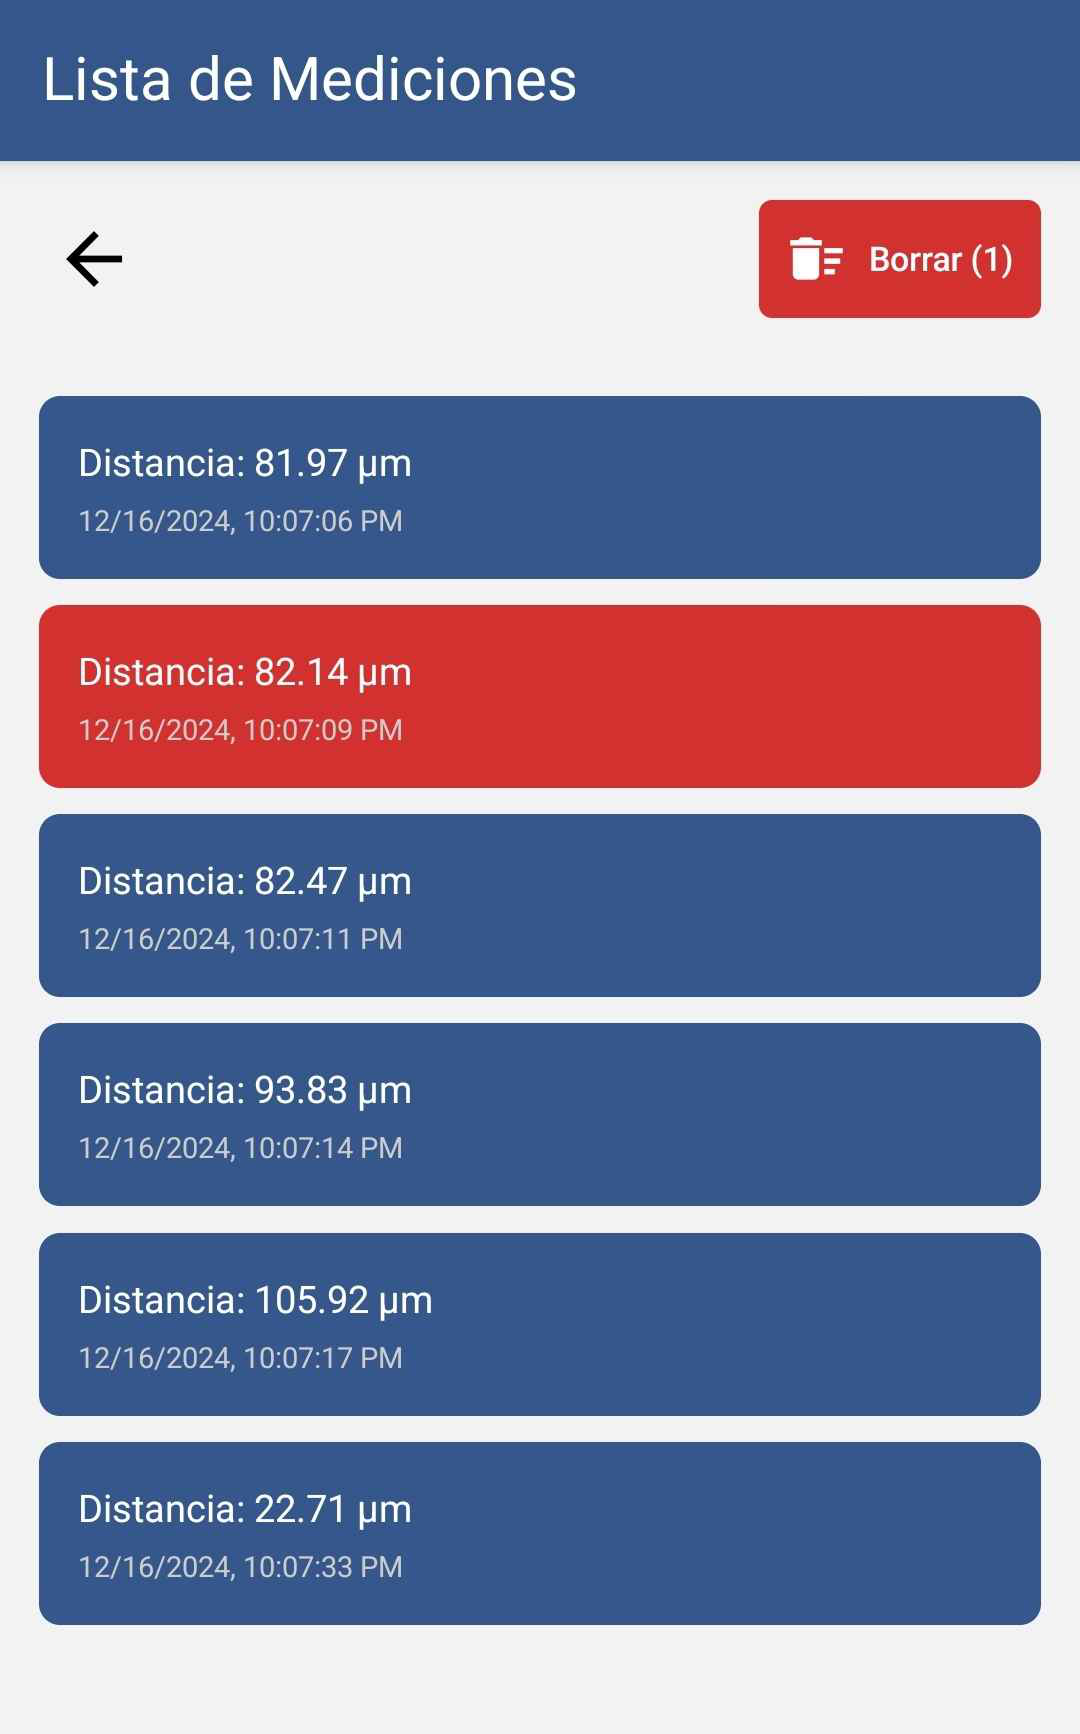 Lista de Mediciones
Borrar (1)
Distancia: 81.97 µm
12/16/2024, 10:07:06 PM
Distancia: 82.14 µm
12/16/2024, 10:07:09 PM
Distancia: 82.47 µm
12/16/2024, 10:07:11 PM
Distancia: 93.83 µm
12/16/2024, 10:07:14 PM
Distancia: 105.92 µm
12/16/2024, 10:07:17 PM
Distancia: 22.71 µm
12/16/2024, 10:07:33 PM